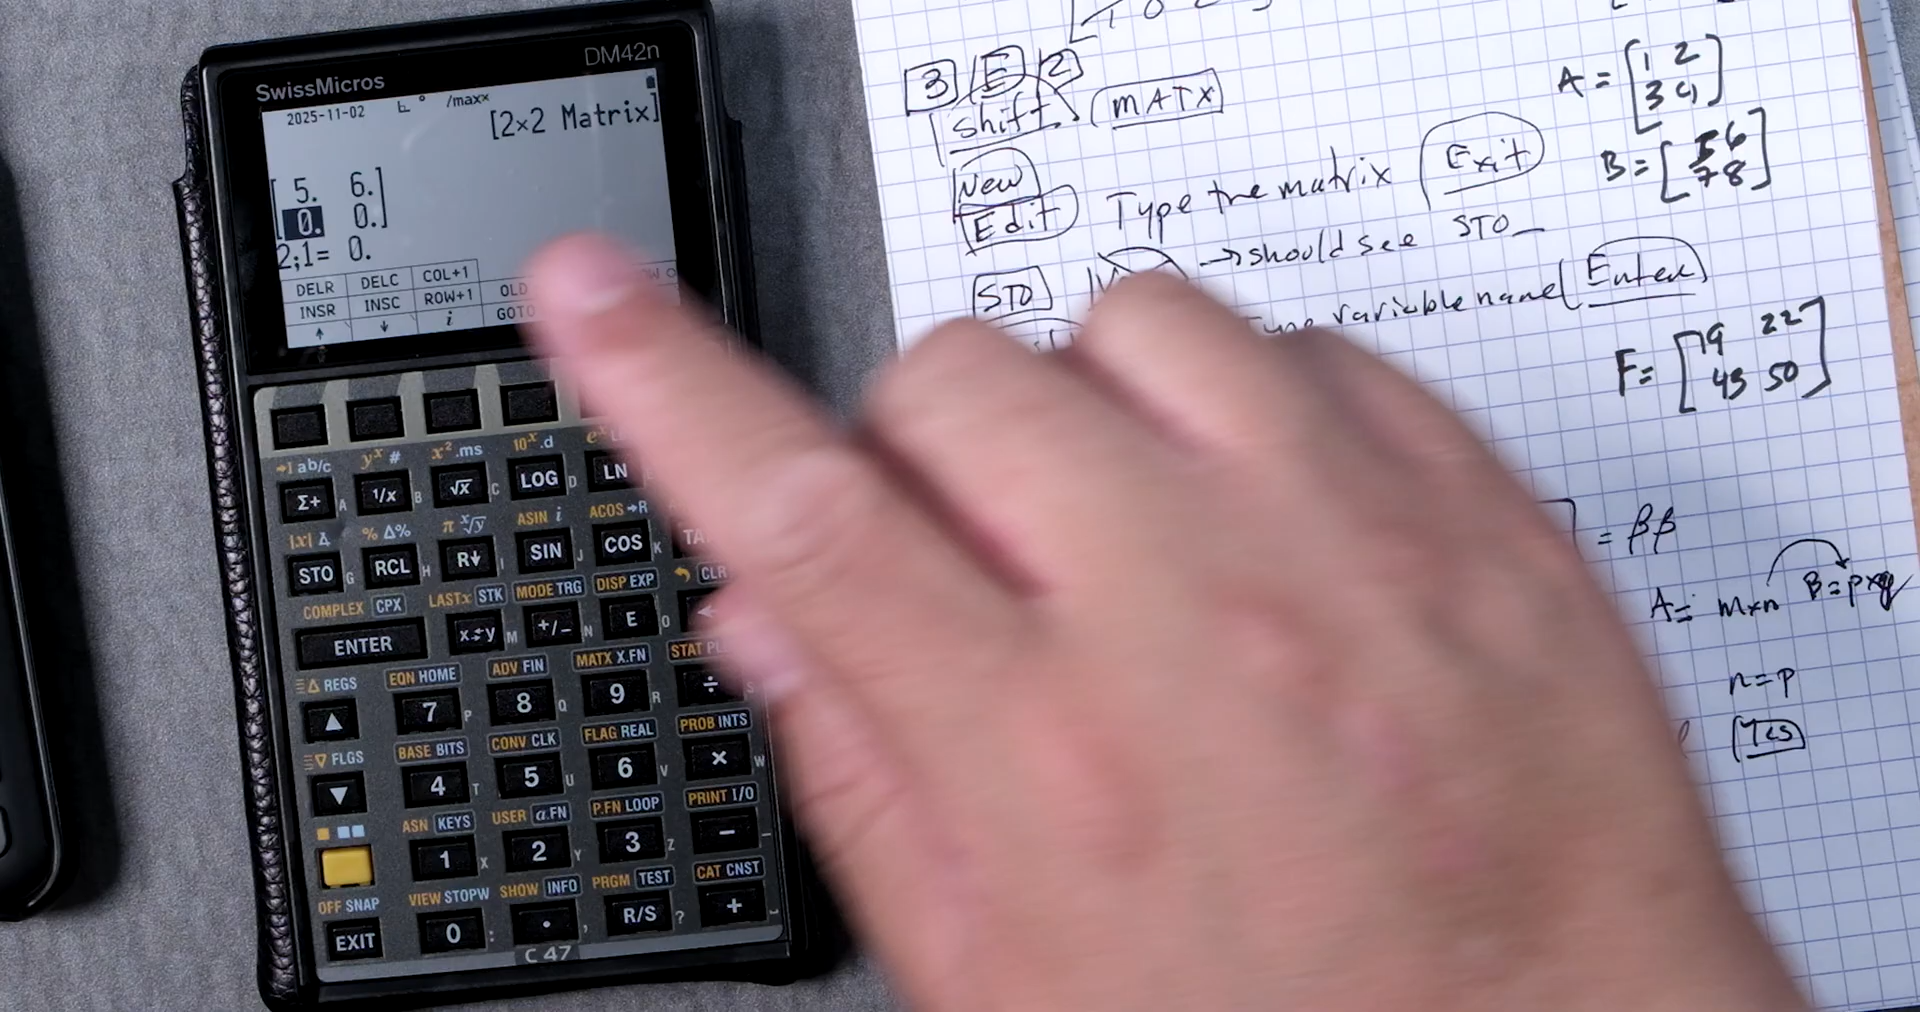 DM42n
SwissMicros
2025-11-02 /max
[2×2 Matrix]
[ 5. 6. ]
[ 0. 0. ]
2;1= 0.
DELR DELC COL+1
INSR INSC ROW+1 OLD
↑ ↓ i GOTO
→I ab/c y^x # x² .ms 10^x .d e^x
Σ+ A 1/x B √x C LOG D LN
|x| % Δ% π ˣ√y ASIN i ACOS →R
STO G RCL H R↓ I SIN J COS K TA
COMPLEX CPX LASTx STK MODE TRG DISP EXP CLR
ENTER x⇄y M +/− N E O ←
REGS EQN HOME ADV FIN MATX X.FN STAT PL
▲ 7 P 8 Q 9 R ÷ S
FLGS BASE BITS CONV CLK FLAG REAL PROB INTS
▼ 4 T 5 U 6 V × W
ASN KEYS USER α.FN P.FN LOOP PRINT I/O
1 X 2 Y 3 Z −
OFF SNAP VIEW STOPW SHOW INFO PRGM TEST CAT CNST
EXIT 0 : . , R/S ? +
C 47
3 E 2
shift MATX
New
Edit Type the matrix Exit
STO → should see STO_
variable name Enter
A = [1 2
3 4]
B = [5 6
7 8]
F = [19 22
43 50]
= ββ
A = m×n B = p×q
n = p
Yes